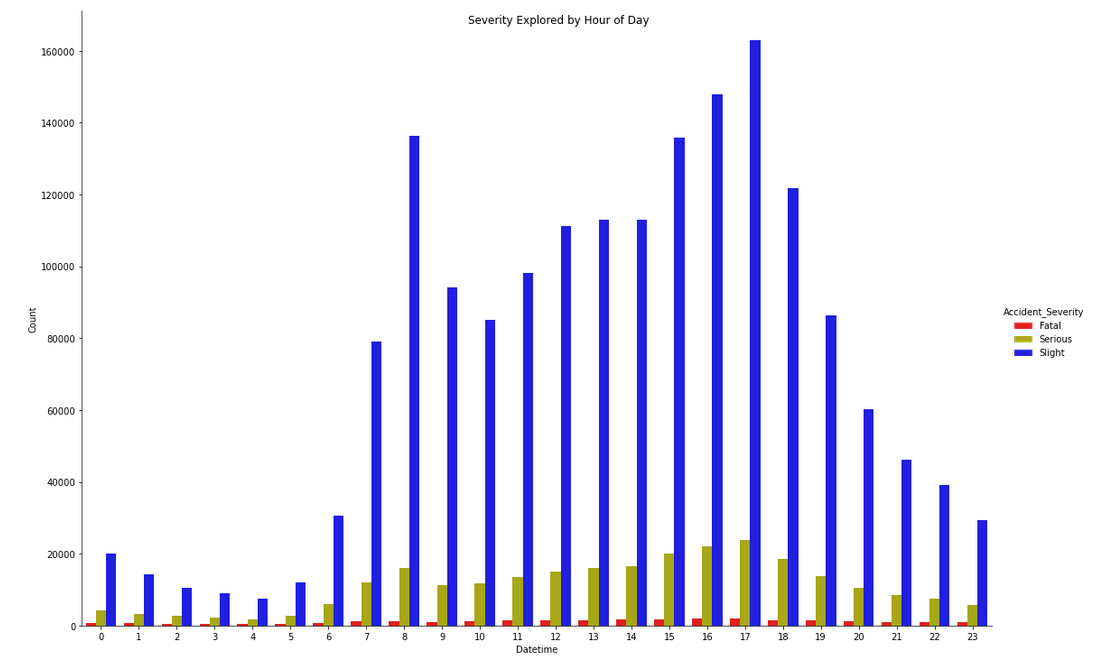 Severity Explored by Hour of Day
160000
140000
120000
100000
80000
60000
40000
20000
0
Count
0 1 2 3 4 5 6 7 8 9 10 11 12 13 14 15 16 17 18 19 20 21 22 23
Datetime
Accident_Severity
Fatal
Serious
Slight